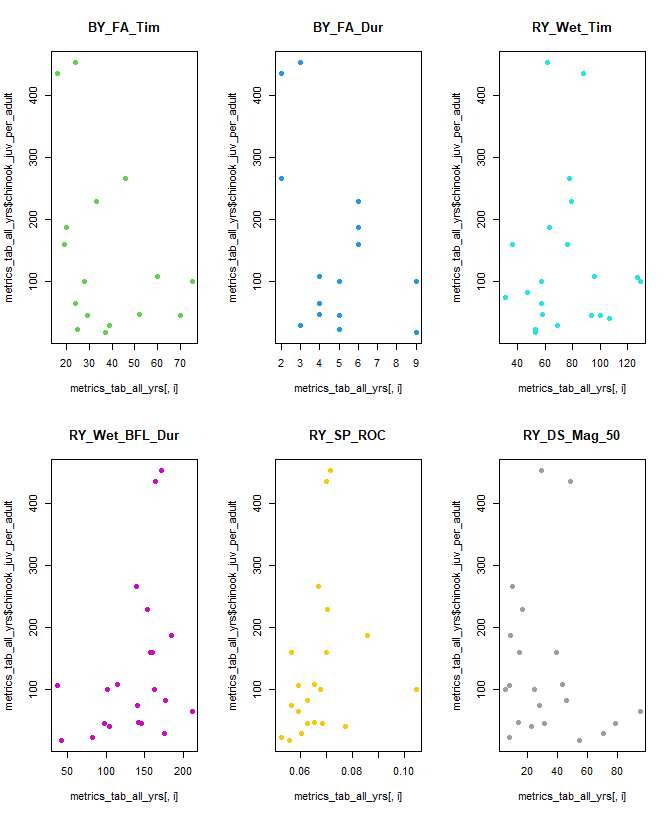 BY_FA_Tim
BY_FA_Dur
RY_Wet_Tim
metrics_tab_all_yrs$chinook_juv_per_adult
100 200 300 400
20 30 40 50 60 70
metrics_tab_all_yrs[, i]
metrics_tab_all_yrs$chinook_juv_per_adult
100 200 300 400
2 3 4 5 6 7 8 9
metrics_tab_all_yrs[, i]
metrics_tab_all_yrs$chinook_juv_per_adult
100 200 300 400
40 60 80 100 120
metrics_tab_all_yrs[, i]
RY_Wet_BFL_Dur
RY_SP_ROC
RY_DS_Mag_50
metrics_tab_all_yrs$chinook_juv_per_adult
100 200 300 400
50 100 150 200
metrics_tab_all_yrs[, i]
metrics_tab_all_yrs$chinook_juv_per_adult
100 200 300 400
0.06 0.08 0.10
metrics_tab_all_yrs[, i]
metrics_tab_all_yrs$chinook_juv_per_adult
100 200 300 400
20 40 60 80
metrics_tab_all_yrs[, i]